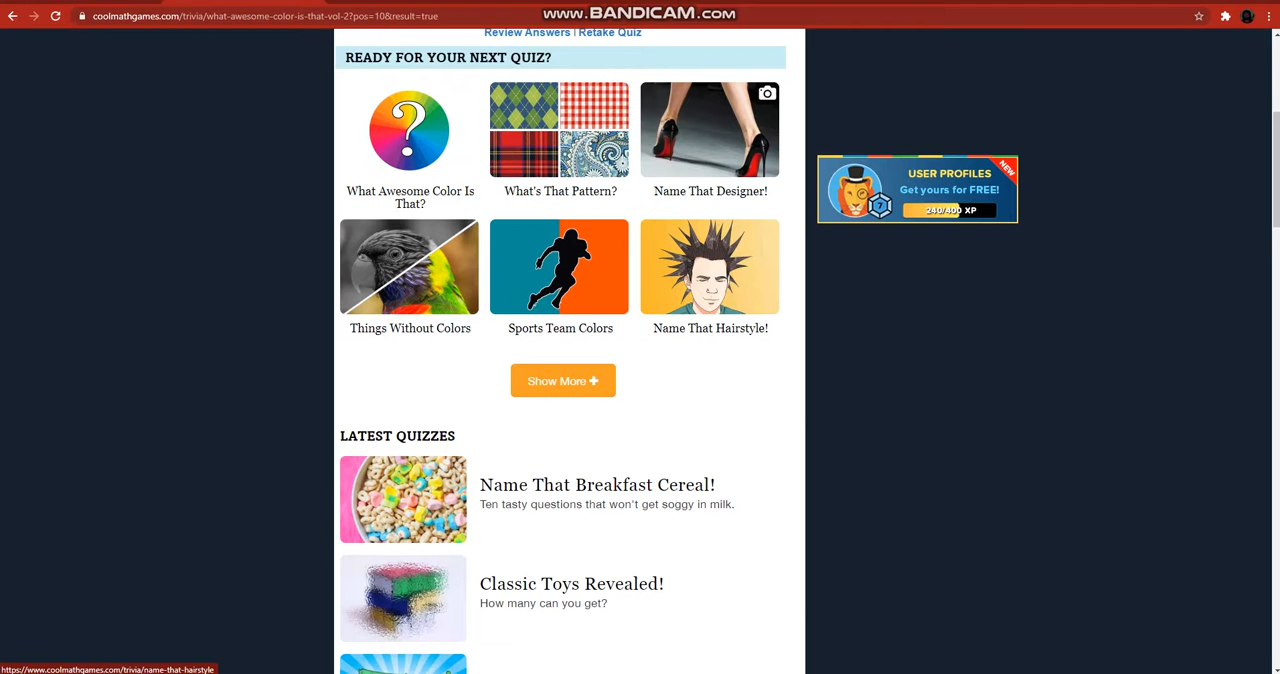 coolmathgames.com/trivia/what-awesome-color-is-that-vol-2?pos=10&result=true
www.BANDICAM.com
Review Answers | Retake Quiz
READY FOR YOUR NEXT QUIZ?
?
What Awesome Color Is
That?
What's That Pattern?
Name That Designer!
Things Without Colors
Sports Team Colors
Name That Hairstyle!
Show More +
NEW
USER PROFILES
Get yours for FREE!
7
240/400 XP
LATEST QUIZZES
Name That Breakfast Cereal!
Ten tasty questions that won't get soggy in milk.
Classic Toys Revealed!
How many can you get?
https://www.coolmathgames.com/trivia/name-that-hairstyle